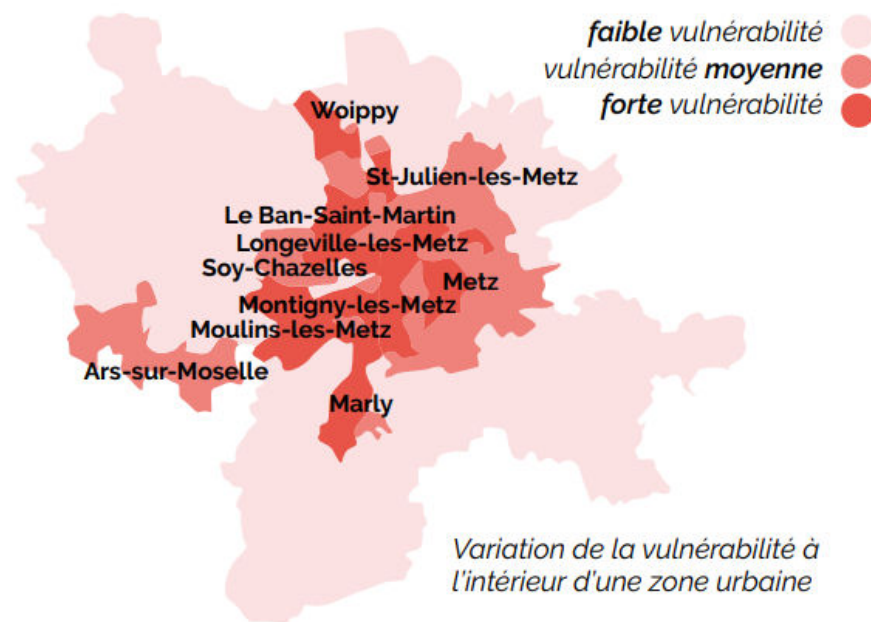 faible vulnérabilité
vulnérabilité moyenne
forte vulnérabilité
Woippy
St-Julien-les-Metz
Le Ban-Saint-Martin
Longeville-les-Metz
Soy-Chazelles
Metz
Montigny-les-Metz
Moulins-les-Metz
Ars-sur-Moselle
Marly
Variation de la vulnérabilité à
l'intérieur d'une zone urbaine